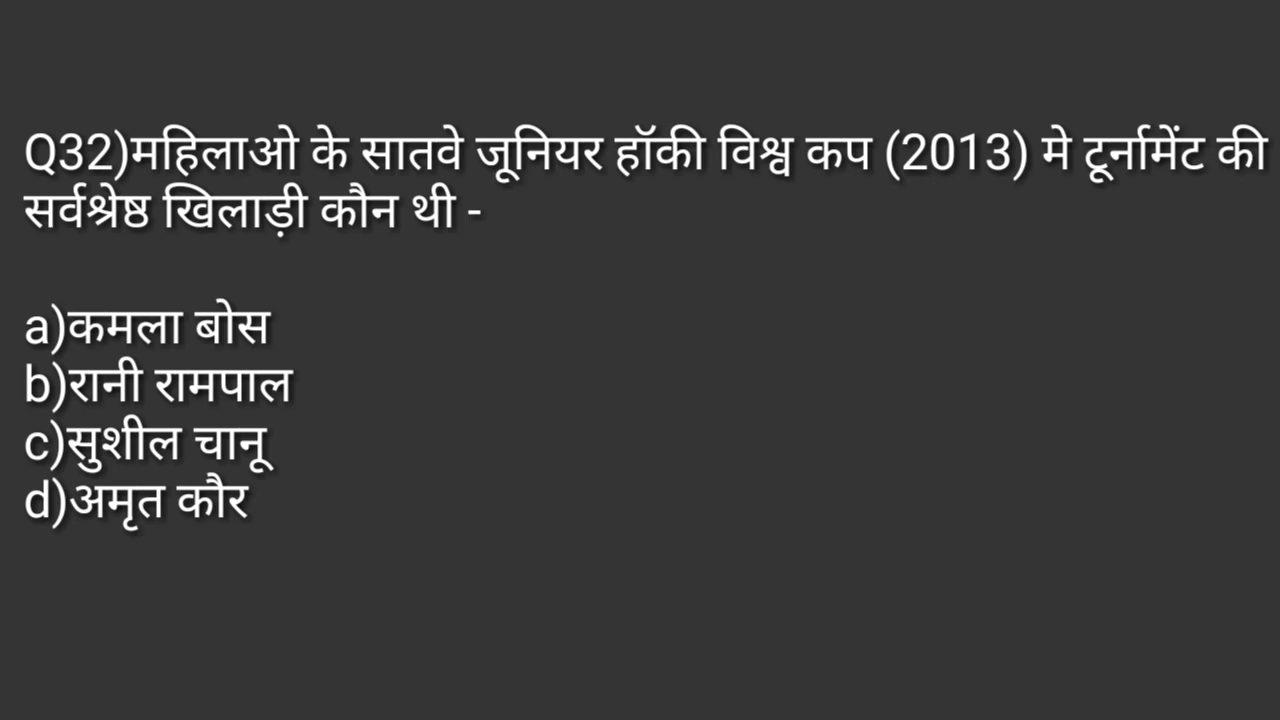 Q32)महिलाओ के सातवे जूनियर हॉकी विश्व कप (2013) मे टूर्नामेंट की
सर्वश्रेष्ठ खिलाड़ी कौन थी -
a)कमला बोस
b)रानी रामपाल
c)सुशील चानू
d)अमृत कौर